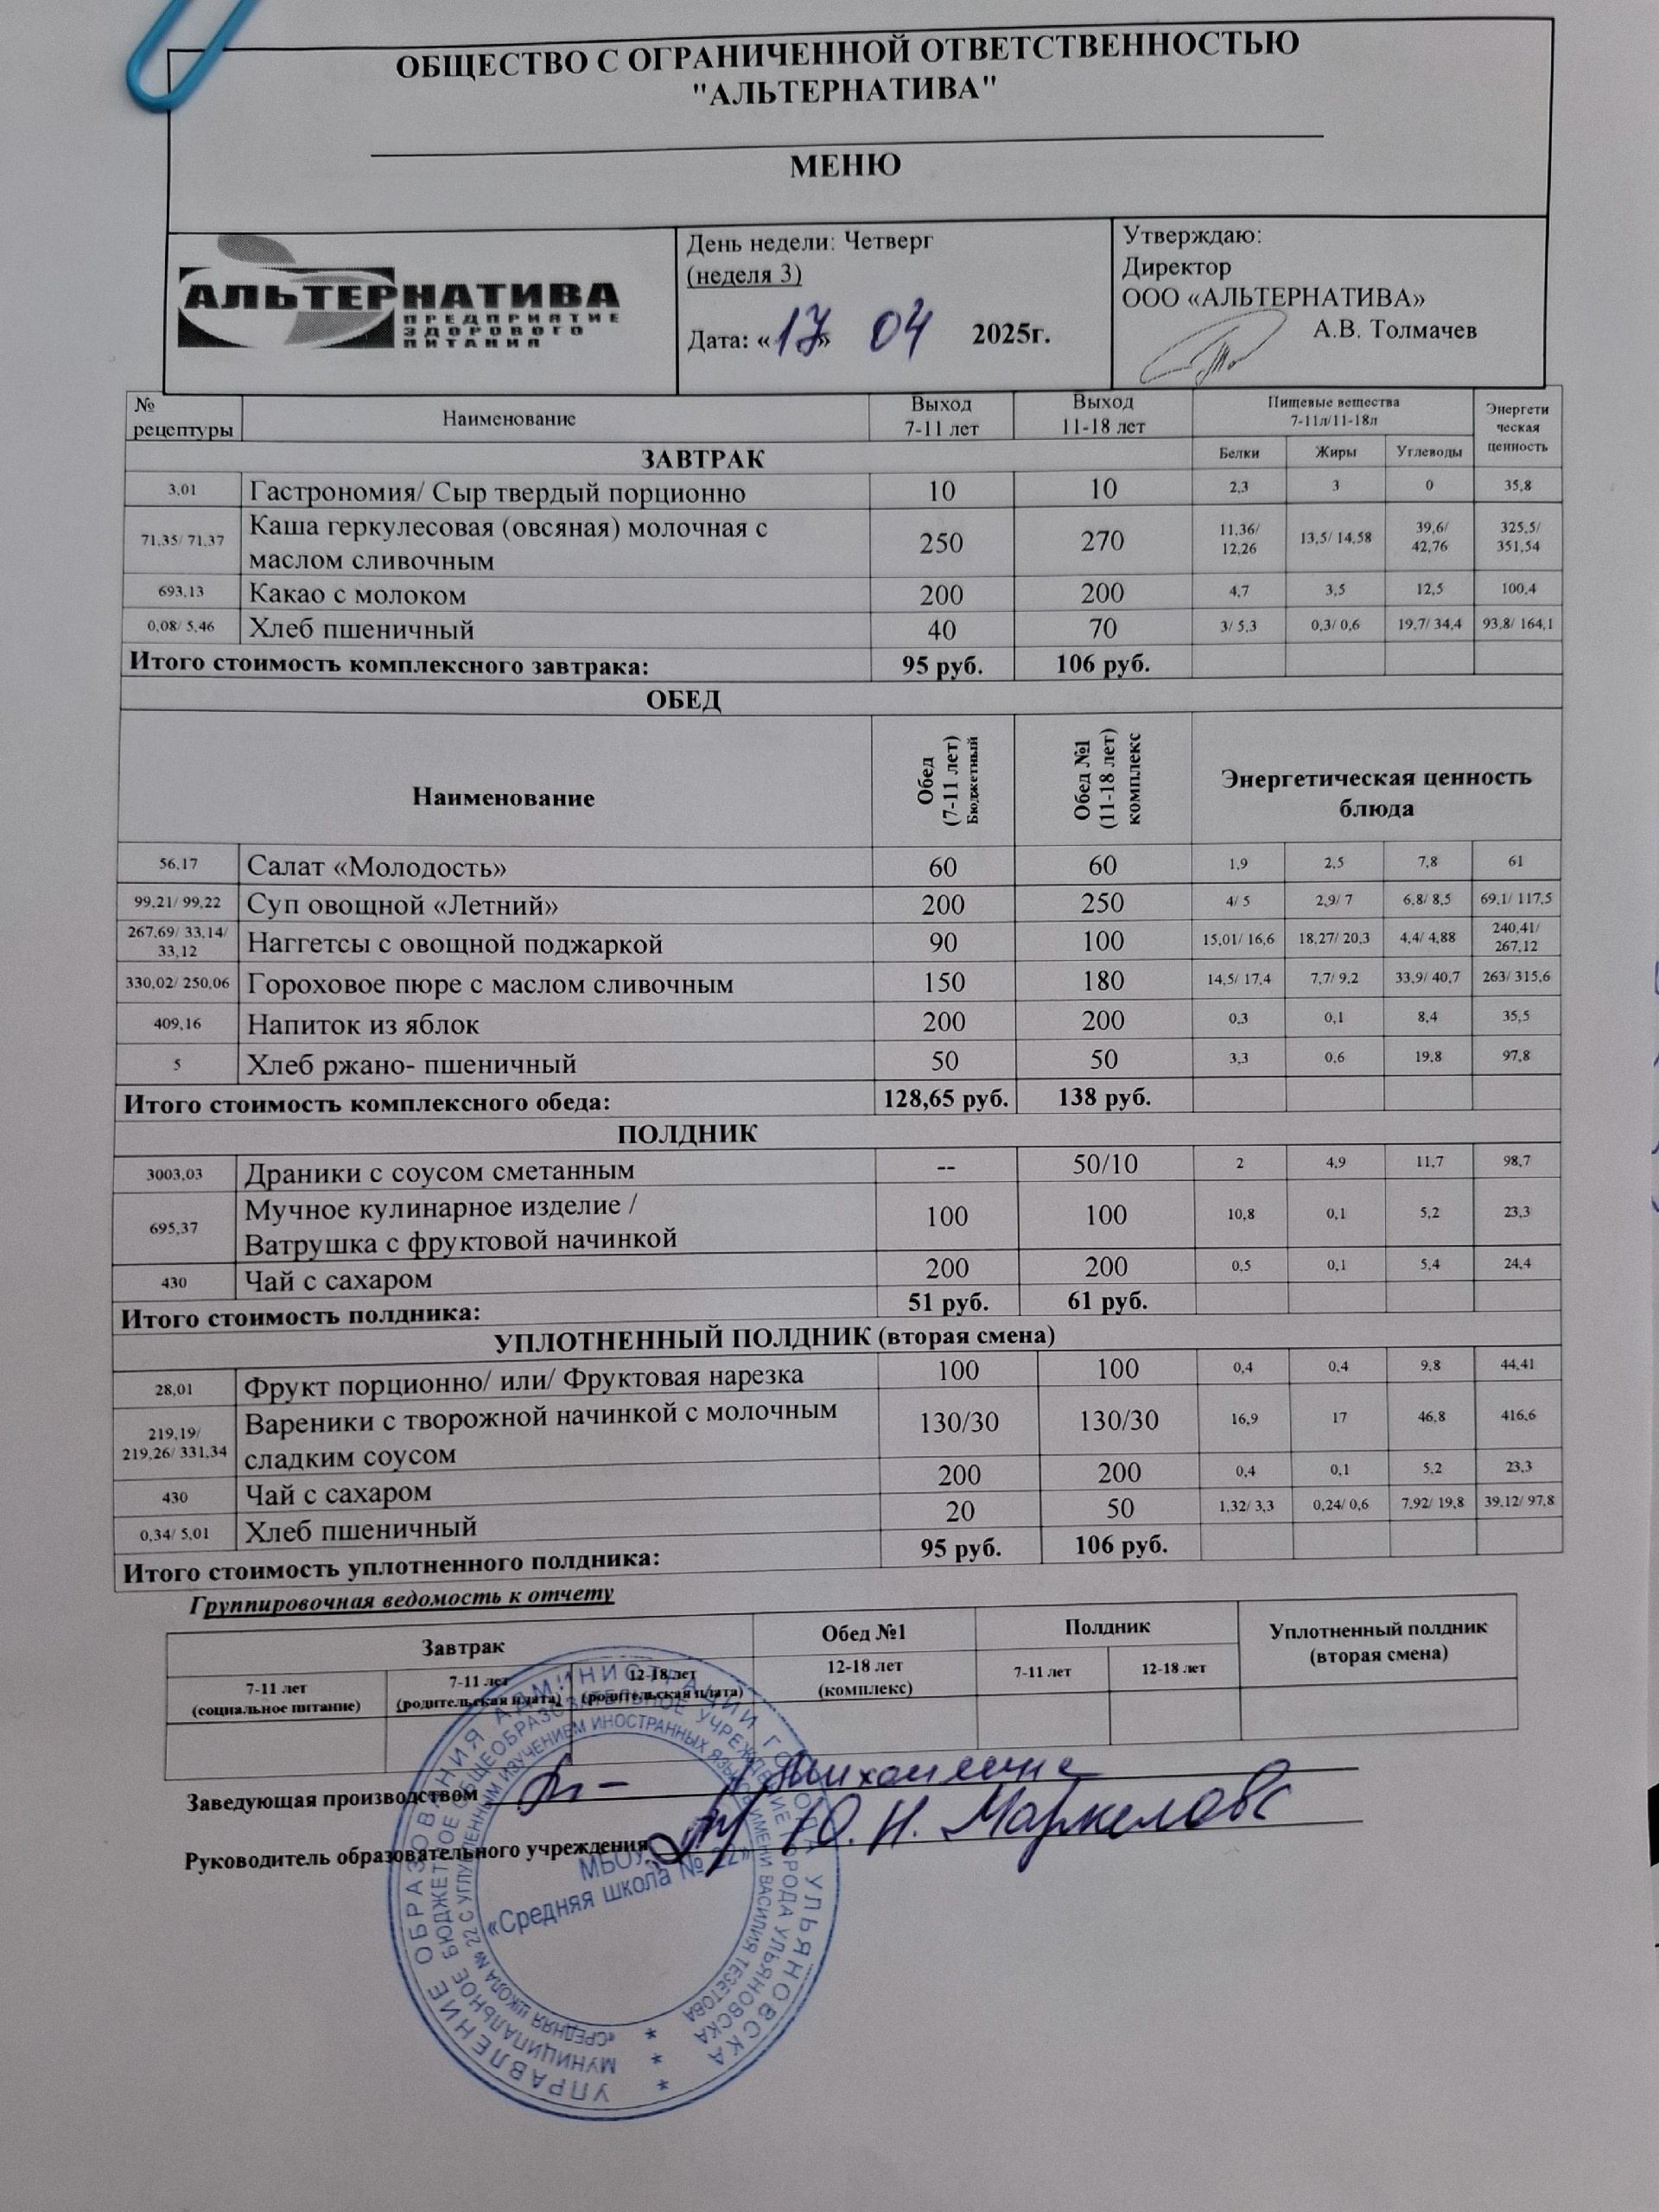 ОБЩЕСТВО С ОГРАНИЧЕННОЙ ОТВЕТСТВЕННОСТЬЮ
"АЛЬТЕРНАТИВА"
МЕНЮ
АЛЬТЕРНАТИВА
ПРЕДПРИЯТИЕ
ЗДОРОВОГО
ПИТАНИЯ
День недели: Четверг
(неделя 3)
Дата: «17» 04 2025г.
Утверждаю:
Директор
ООО «АЛЬТЕРНАТИВА»
А.В. Толмачев
№ рецептуры Наименование Выход 7-11 лет Выход 11-18 лет Пищевые вещества 7-11л/11-18л Энергети ческая ценность
ЗАВТРАК Белки Жиры Углеводы
3,01 Гастрономия/ Сыр твердый порционно 10 10 2,3 3 0 35,8
71,35/ 71,37 Каша геркулесовая (овсяная) молочная с маслом сливочным 250 270 11,36/ 12,26 13,5/ 14,58 39,6/ 42,76 325,5/ 351,54
693,13 Какао с молоком 200 200 4,7 3,5 12,5 100,4
0,08/ 5,46 Хлеб пшеничный 40 70 3/ 5,3 0,3/ 0,6 19,7/ 34,4 93,8/ 164,1
Итого стоимость комплексного завтрака: 95 руб. 106 руб.
ОБЕД
Наименование Обед (7-11 лет) Бюджетный Обед №1 (11-18 лет) комплекс Энергетическая ценность блюда
56,17 Салат «Молодость» 60 60 1,9 2,5 7,8 61
99,21/ 99,22 Суп овощной «Летний» 200 250 4/ 5 2,9/ 7 6,8/ 8,5 69,1/ 117,5
267,69/ 33,14/ 33,12 Наггетсы с овощной поджаркой 90 100 15,01/ 16,6 18,27/ 20,3 4,4/ 4,88 240,41/ 267,12
330,02/ 250,06 Гороховое пюре с маслом сливочным 150 180 14,5/ 17,4 7,7/ 9,2 33,9/ 40,7 263/ 315,6
409,16 Напиток из яблок 200 200 0,3 0,1 8,4 35,5
5 Хлеб ржано- пшеничный 50 50 3,3 0,6 19,8 97,8
Итого стоимость комплексного обеда: 128,65 руб. 138 руб.
ПОЛДНИК
3003,03 Драники с соусом сметанным -- 50/10 2 4,9 11,7 98,7
695,37 Мучное кулинарное изделие / Ватрушка с фруктовой начинкой 100 100 10,8 0,1 5,2 23,3
430 Чай с сахаром 200 200 0,5 0,1 5,4 24,4
Итого стоимость полдника: 51 руб. 61 руб.
УПЛОТНЕННЫЙ ПОЛДНИК (вторая смена)
28,01 Фрукт порционно/ или/ Фруктовая нарезка 100 100 0,4 0,4 9,8 44,41
219,19/ 219,26/ 331,34 Вареники с творожной начинкой с молочным сладким соусом 130/30 130/30 16,9 17 46,8 416,6
430 Чай с сахаром 200 200 0,4 0,1 5,2 23,3
0,34/ 5,01 Хлеб пшеничный 20 50 1,32/ 3,3 0,24/ 0,6 7,92/ 19,8 39,12/ 97,8
Итого стоимость уплотненного полдника: 95 руб. 106 руб.
Группировочная ведомость к отчету
Завтрак Обед №1 Полдник Уплотненный полдник (вторая смена)
7-11 лет (социальное питание) 7-11 лет (родительская плата) 12-18 лет (родительская плата) 12-18 лет (комплекс) 7-11 лет 12-18 лет
Заведующая производством
Руководитель образовательного учреждения Ю. Н. Маркелова
УПРАВЛЕНИЕ ОБРАЗОВАНИЯ АДМИНИСТРАЦИИ ГОРОДА УЛЬЯНОВСКА
МУНИЦИПАЛЬНОЕ БЮДЖЕТНОЕ ОБЩЕОБРАЗОВАТЕЛЬНОЕ УЧРЕЖДЕНИЕ ГОРОДА УЛЬЯНОВСКА
«СРЕДНЯЯ ШКОЛА № 22 С УГЛУБЛЕННЫМ ИЗУЧЕНИЕМ ИНОСТРАННЫХ ЯЗЫКОВ ИМЕНИ ВАСИЛИЯ ТЕЗЕТОВА
МБОУ
«Средняя школа № 22»